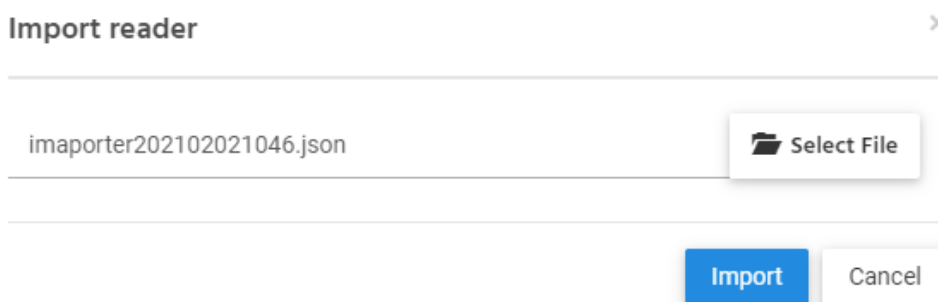 Import reader
imaporter202102021046.json
Select File
Import
Cancel